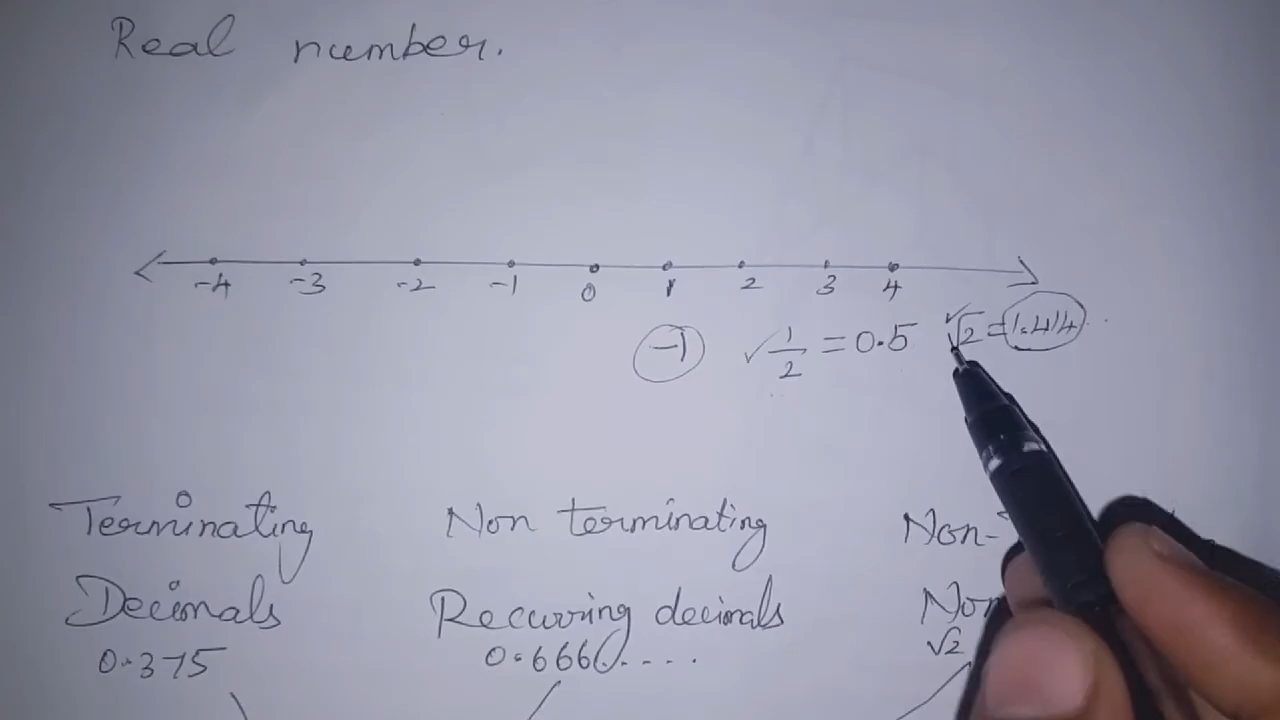 Real number.
-4 -3 -2 -1 0 1 2 3 4
-1 ✓ 1/2 = 0.5 ✓ √2 = 1.414
Terminating Non terminating Non-
Decimals Recurring decimals
0.375 0.666.... √2